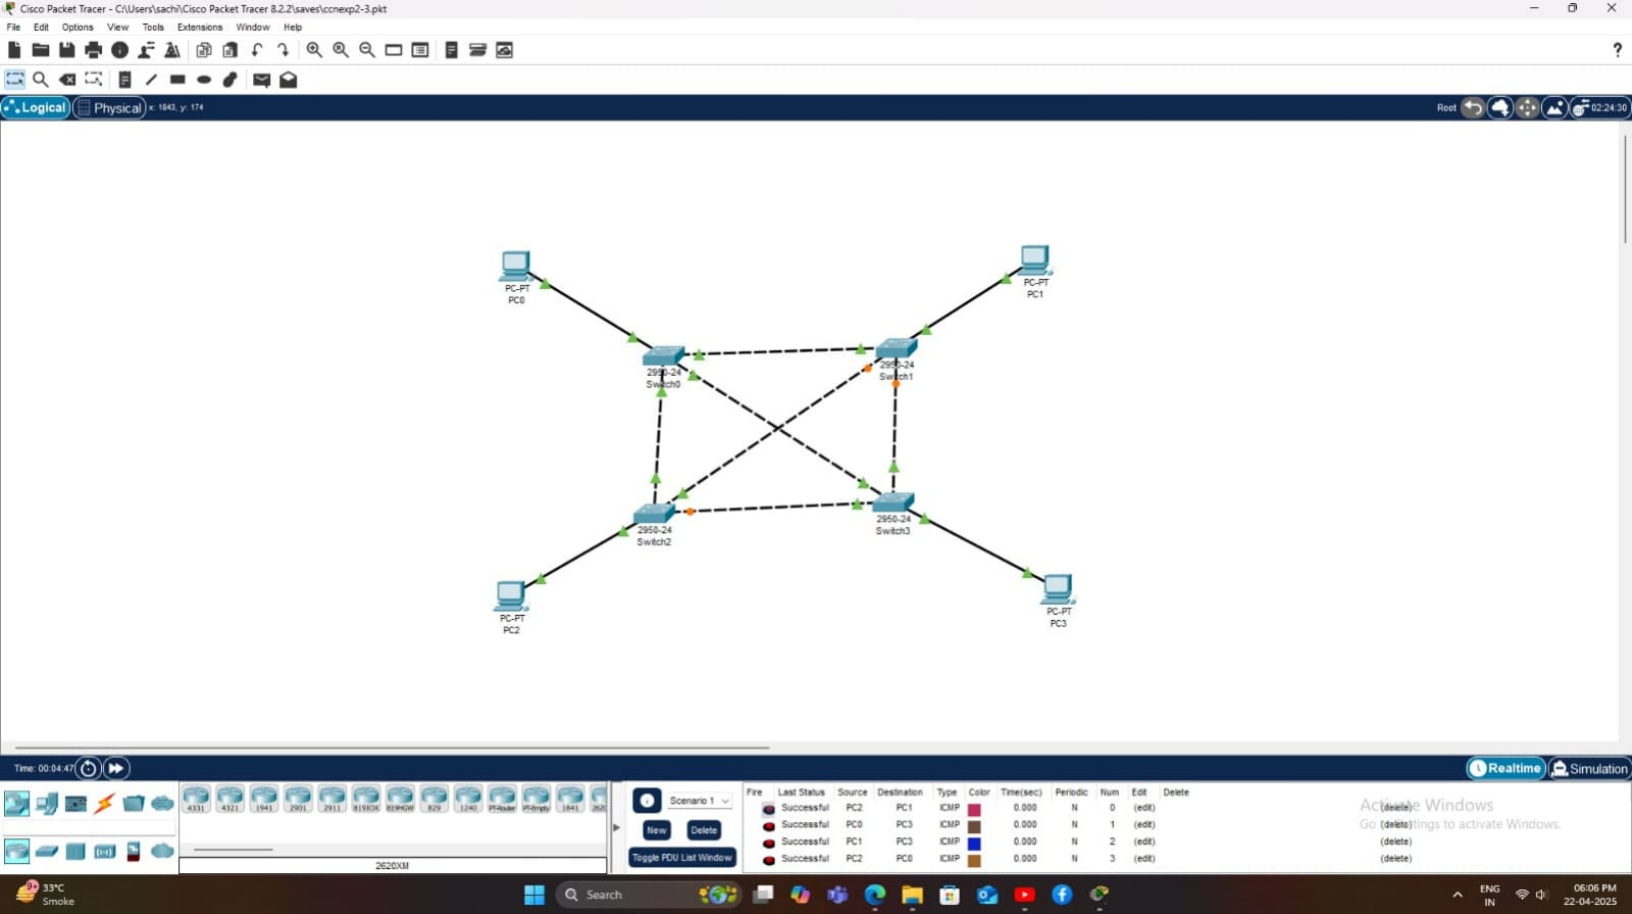 Cisco Packet Tracer - C:\Users\sachi\Cisco Packet Tracer 8.2.2\saves\ccnexp2-3.pkt
File Edit Options View Tools Extensions Window Help
?
Logical Physical x: 1843, y: 174 Root 02:24:30
PC-PT
PC0
PC-PT
PC1
2950-24
Switch0
2950-24
Switch1
2950-24
Switch2
2950-24
Switch3
PC-PT
PC2
PC-PT
PC3
Time: 00:04:47 Realtime Simulation
4331 4321 1941 2901 2911 819IOX 819HGW 829 1240 PT-Router PT-Empty 1841
2620XM
Scenario 1
New Delete
Toggle PDU List Window
Fire Last Status Source Destination Type Color Time(sec) Periodic Num Edit Delete
Successful PC2 PC1 ICMP 0.000 N 0 (edit) (delete)
Successful PC0 PC3 ICMP 0.000 N 1 (edit) (delete)
Successful PC1 PC3 ICMP 0.000 N 2 (edit) (delete)
Successful PC2 PC0 ICMP 0.000 N 3 (edit) (delete)
Activate Windows
Go to Settings to activate Windows.
9+ 33°C
Smoke
Search
ENG
IN
06:06 PM
22-04-2025